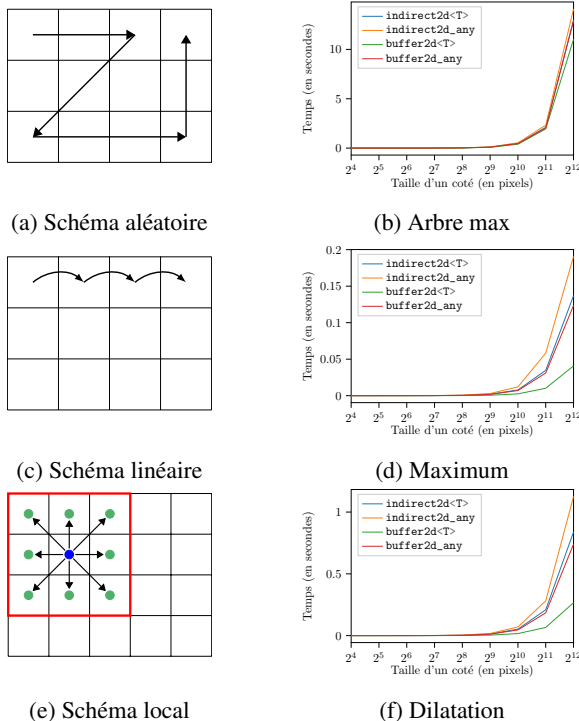 indirect2d<T>
indirect2d_any
buffer2d<T>
buffer2d_any
Temps (en secondes)
10
5
0
2^4 2^5 2^6 2^7 2^8 2^9 2^10 2^11 2^12
Taille d'un coté (en pixels)
(a) Schéma aléatoire
(b) Arbre max
indirect2d<T>
indirect2d_any
buffer2d<T>
buffer2d_any
Temps (en secondes)
0.2
0.15
0.1
0.05
0
2^4 2^5 2^6 2^7 2^8 2^9 2^10 2^11 2^12
Taille d'un coté (en pixels)
(c) Schéma linéaire
(d) Maximum
indirect2d<T>
indirect2d_any
buffer2d<T>
buffer2d_any
Temps (en secondes)
1
0.5
0
2^4 2^5 2^6 2^7 2^8 2^9 2^10 2^11 2^12
Taille d'un coté (en pixels)
(e) Schéma local
(f) Dilatation